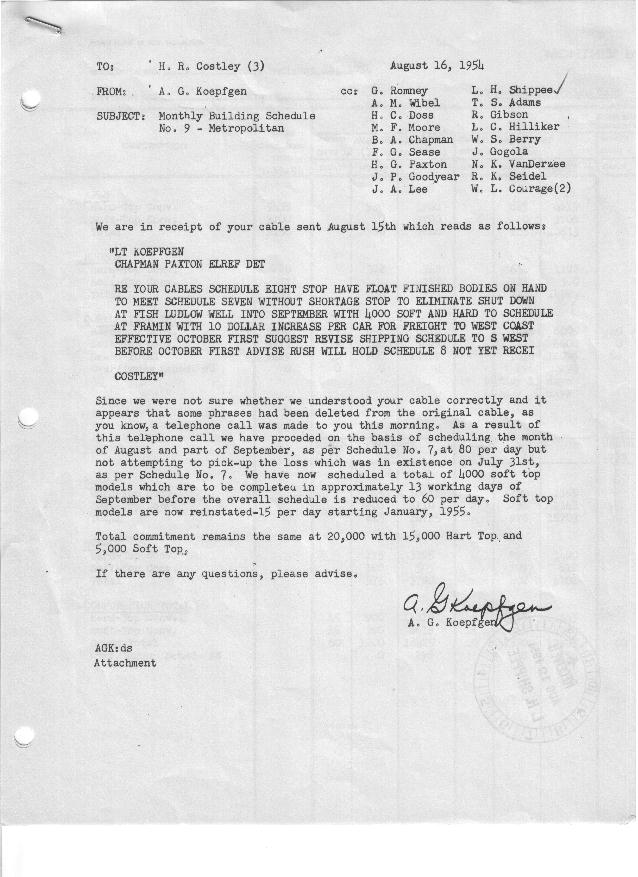 TO: H. R. Costley (3) August 16, 1954
FROM: A. G. Koepfgen cc: G. Romney L. H. Shippee
A. M. Wibel T. S. Adams
SUBJECT: Monthly Building Schedule H. C. Doss R. Gibson
No. 9 - Metropolitan M. F. Moore L. C. Hilliker
B. A. Chapman W. S. Berry
F. G. Sease J. Gogola
H. G. Paxton N. K. VanDerzee
J. P. Goodyear R. K. Seidel
J. A. Lee W. L. Courage(2)
We are in receipt of your cable sent August 15th which reads as follows:
"LT KOEPFGEN
CHAPMAN PAXTON ELREF DET
RE YOUR CABLES SCHEDULE EIGHT STOP HAVE FLOAT FINISHED BODIES ON HAND
TO MEET SCHEDULE SEVEN WITHOUT SHORTAGE STOP TO ELIMINATE SHUT DOWN
AT FISH LUDLOW WELL INTO SEPTEMBER WITH 4000 SOFT AND HARD TO SCHEDULE
AT FRAMIN WITH 10 DOLLAR INCREASE PER CAR FOR FREIGHT TO WEST COAST
EFFECTIVE OCTOBER FIRST SUGGEST REVISE SHIPPING SCHEDULE TO S WEST
BEFORE OCTOBER FIRST ADVISE RUSH WILL HOLD SCHEDULE 8 NOT YET RECEI
COSTLEY"
Since we were not sure whether we understood your cable correctly and it
appears that some phrases had been deleted from the original cable, as
you know, a telephone call was made to you this morning. As a result of
this telephone call we have proceded on the basis of scheduling the month
of August and part of September, as per Schedule No. 7, at 80 per day but
not attempting to pick-up the loss which was in existence on July 31st,
as per Schedule No. 7. We have now scheduled a total of 4000 soft top
models which are to be completed in approximately 13 working days of
September before the overall schedule is reduced to 60 per day. Soft top
models are now reinstated-15 per day starting January, 1955.
Total commitment remains the same at 20,000 with 15,000 Hart Top and
5,000 Soft Top.
If there are any questions, please advise.
A. G. Koepfgen
A. G. Koepfgen
AGK:ds
Attachment